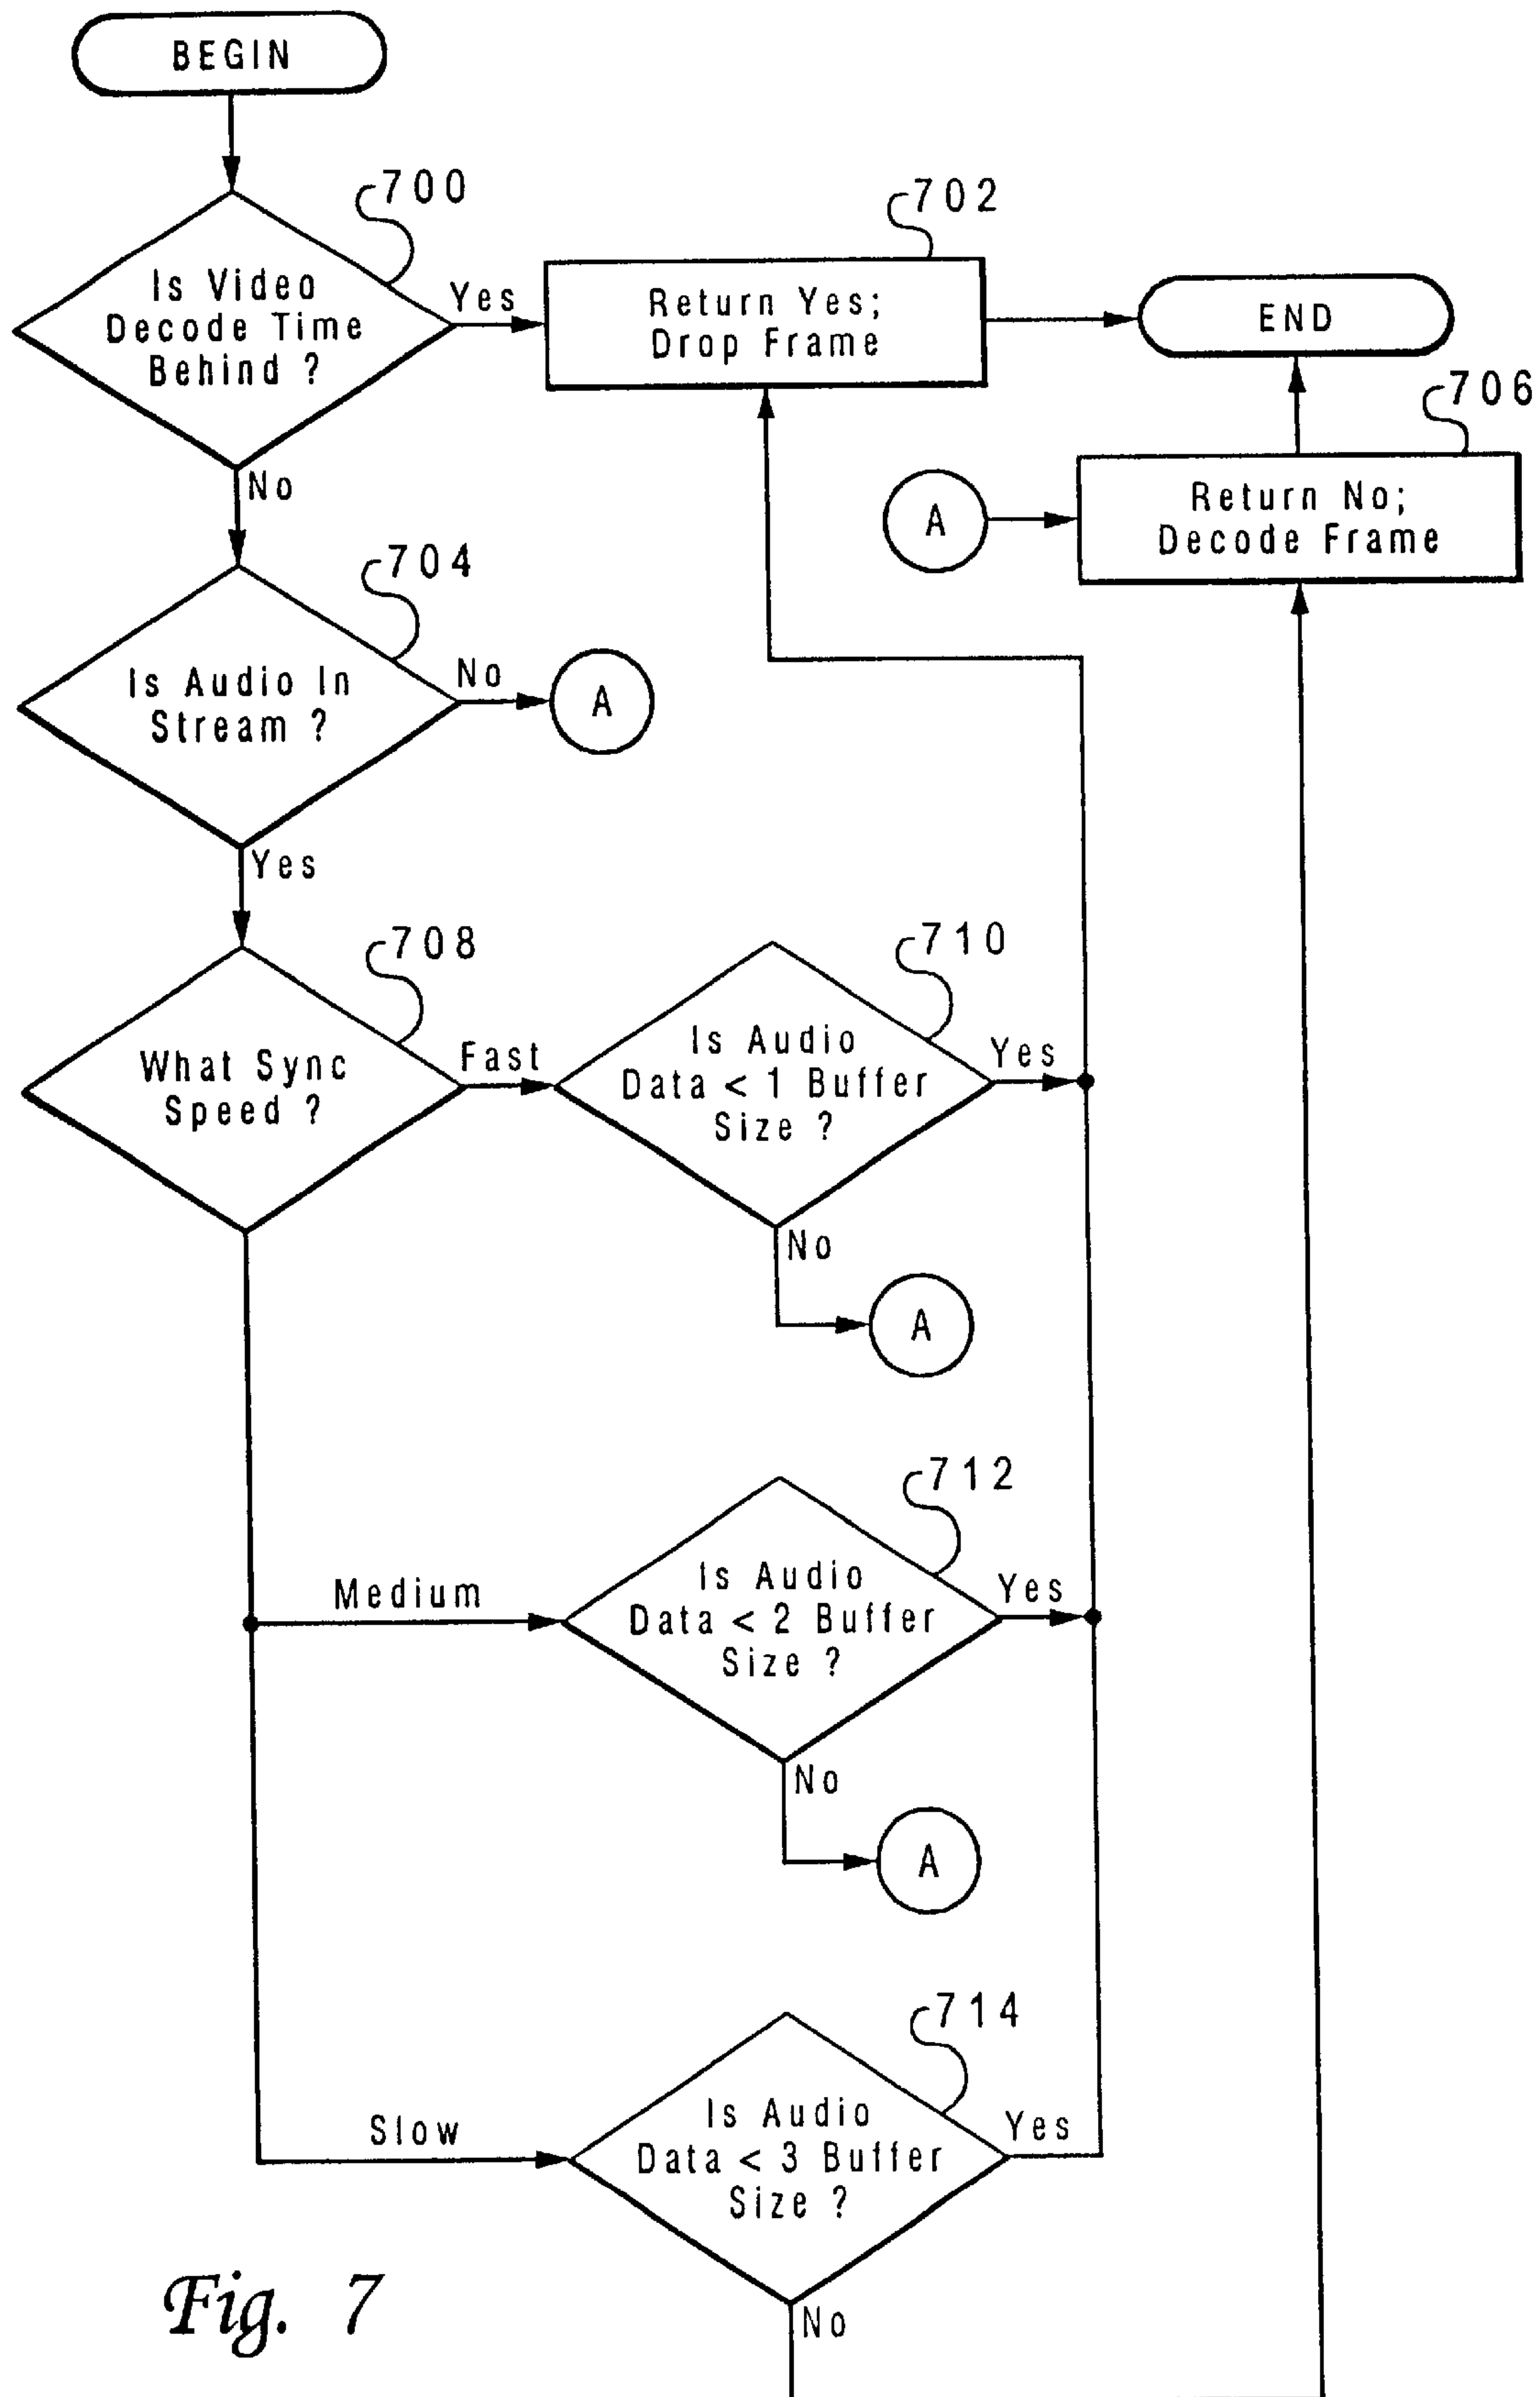 BEGIN
700
Is Video
Decode Time
Behind ?
Yes
No
702
Return Yes;
Drop Frame
END
706
A
Return No;
Decode Frame
704
Is Audio In
Stream ?
No
A
Yes
708
What Sync
Speed ?
Fast
710
Is Audio
Data < 1 Buffer
Size ?
Yes
No
A
Medium
712
Is Audio
Data < 2 Buffer
Size ?
Yes
No
A
Slow
714
Is Audio
Data < 3 Buffer
Size ?
Yes
No
Fig. 7